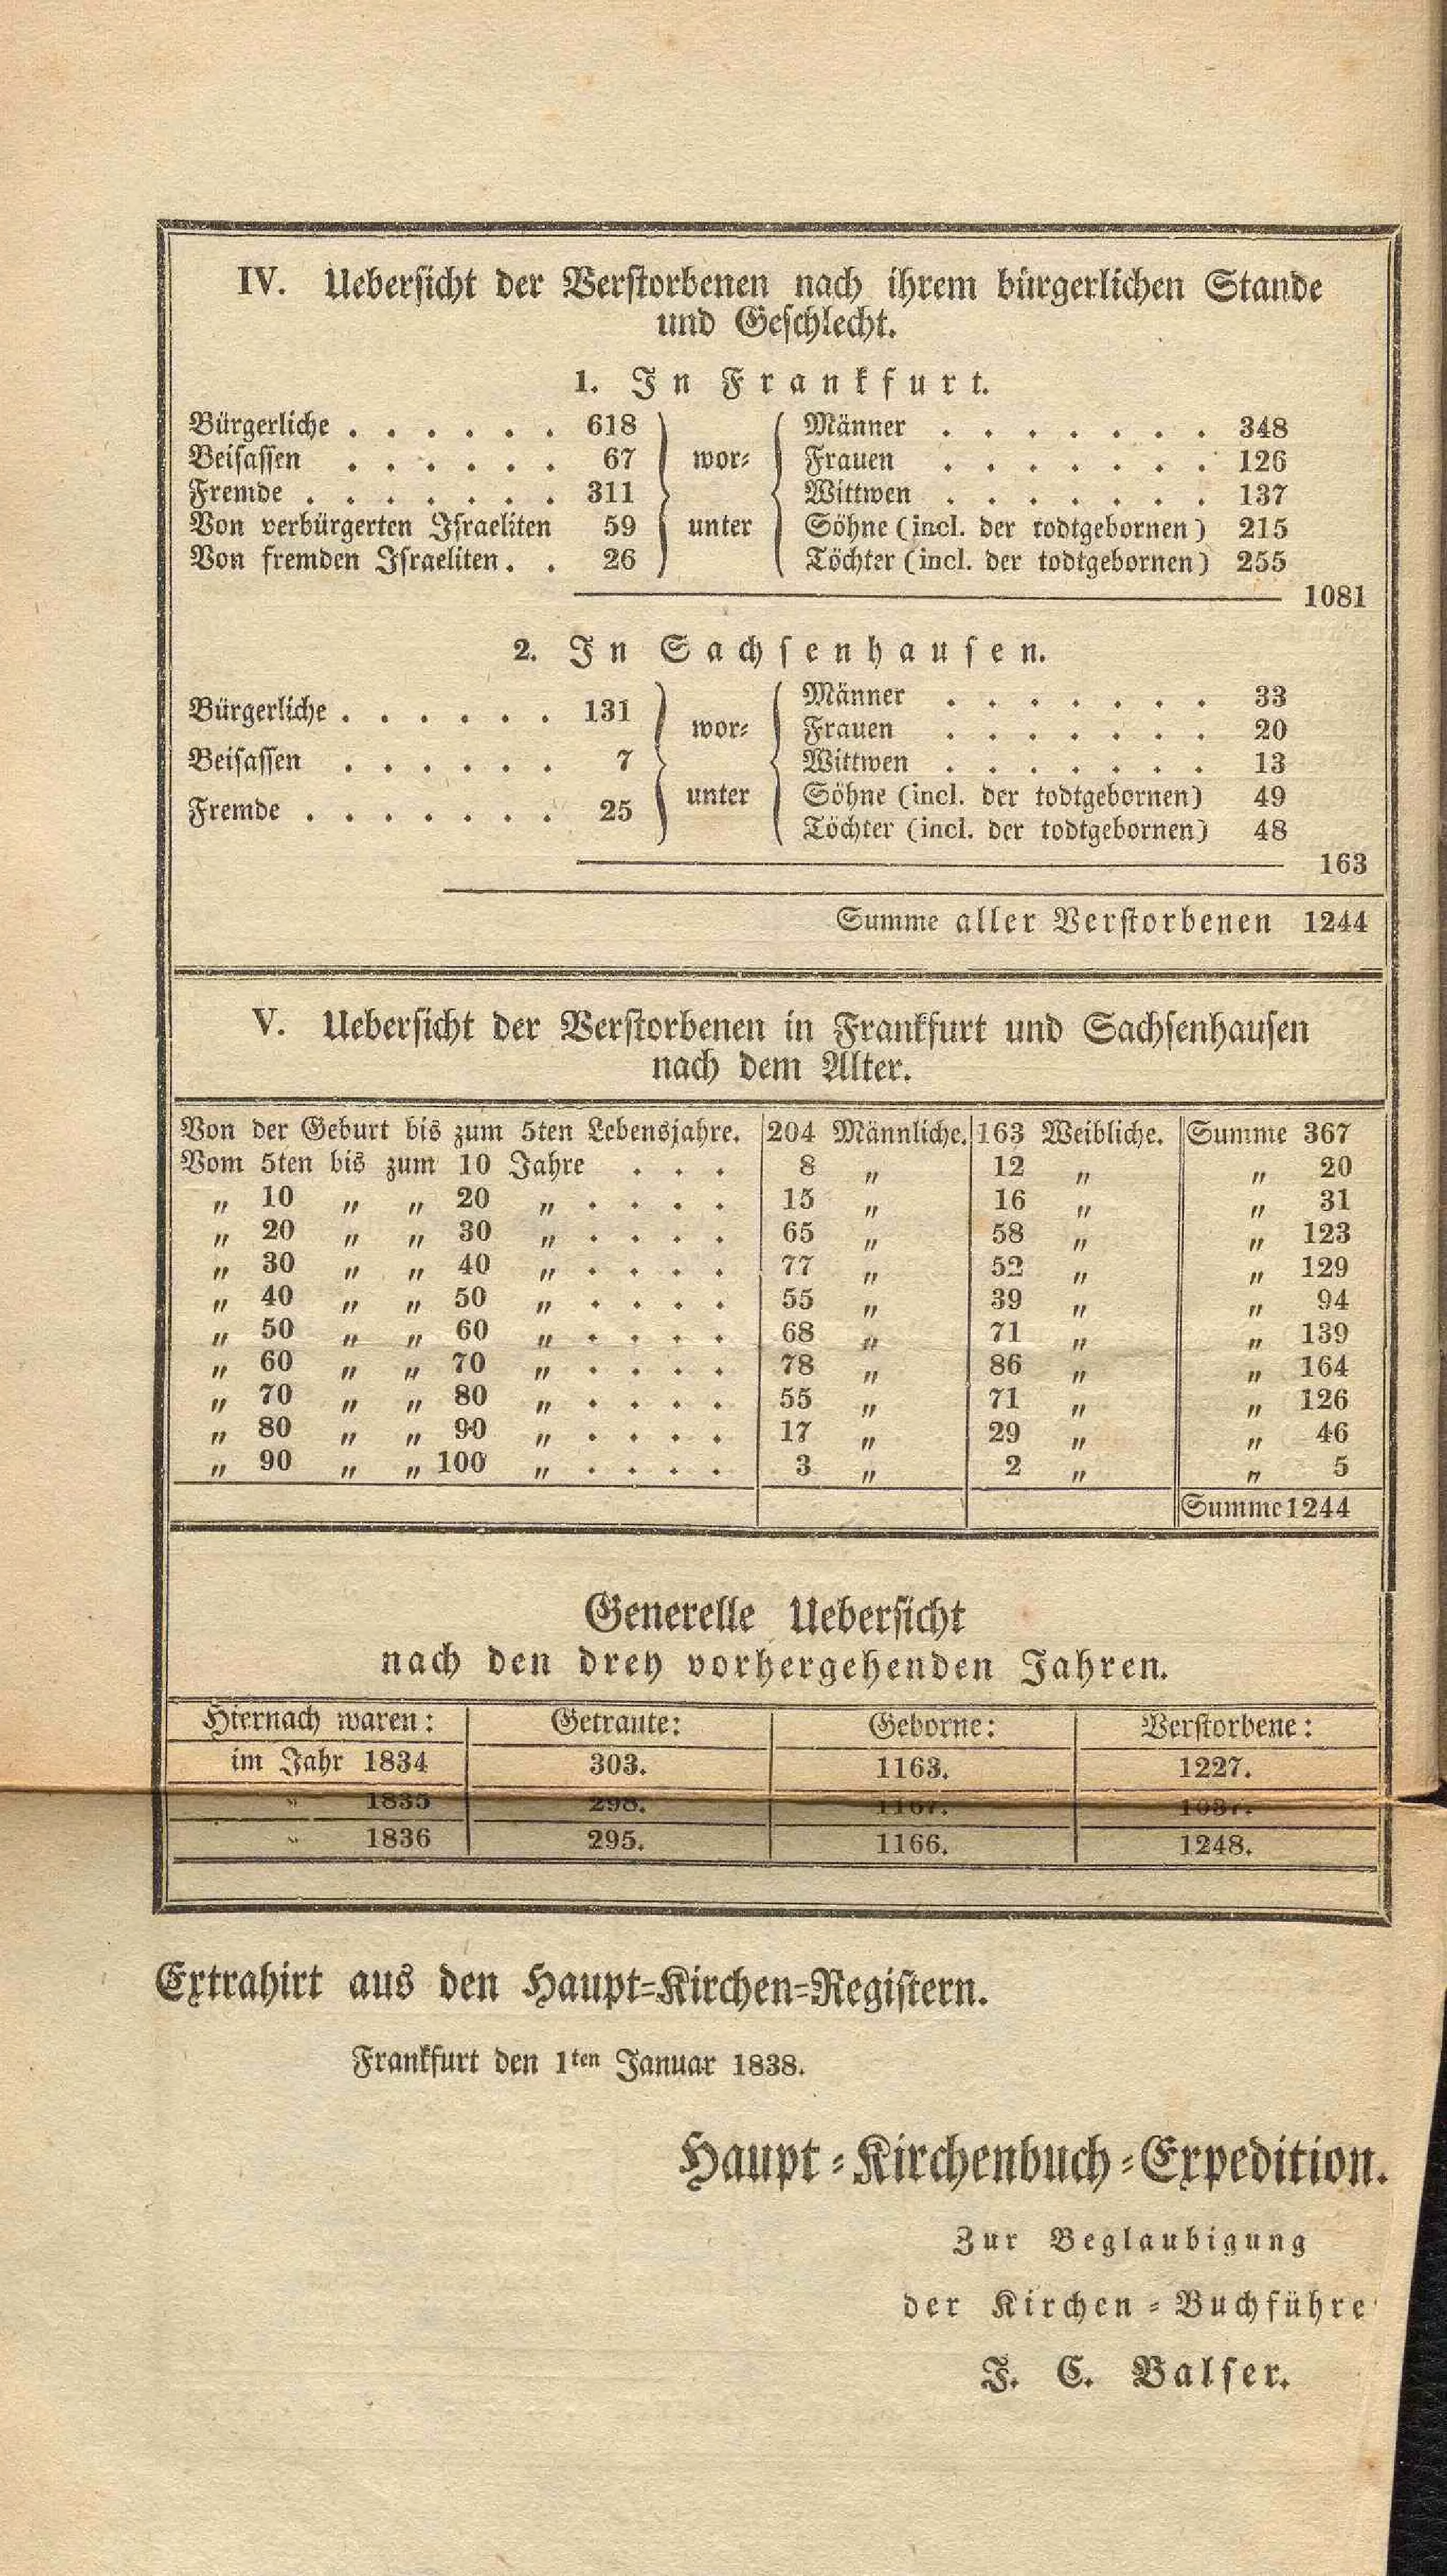 IV. Uebersicht der Verstorbenen nach ihrem bürgerlichen Stande
und Geschlecht.
1. In Frankfurt.
Bürgerliche . . . . . . 618 Männer . . . . . . . 348
Beisassen . . . . . . 67 wor= Frauen . . . . . . . 126
Fremde . . . . . . . 311 Wittwen . . . . . . . 137
Von verbürgerten Israeliten 59 unter Söhne (incl. der todtgebornen) 215
Von fremden Israeliten . . 26 Töchter (incl. der todtgebornen) 255
1081
2. In Sachsenhausen.
Männer . . . . . . . 33
Bürgerliche . . . . . . 131 wor= Frauen . . . . . . . 20
Beisassen . . . . . . 7 Wittwen . . . . . . . 13
Fremde . . . . . . . 25 unter Söhne (incl. der todtgebornen) 49
Töchter (incl. der todtgebornen) 48
163
Summe aller Verstorbenen 1244
V. Uebersicht der Verstorbenen in Frankfurt und Sachsenhausen
nach dem Alter.
Von der Geburt bis zum 5ten Lebensjahre. 204 Männliche. 163 Weibliche. Summe 367
Vom 5ten bis zum 10 Jahre . . . 8 " 12 " " 20
" 10 " " 20 " . . . . 15 " 16 " " 31
" 20 " " 30 " . . . . 65 " 58 " " 123
" 30 " " 40 " . . . . 77 " 52 " " 129
" 40 " " 50 " . . . . 55 " 39 " " 94
" 50 " " 60 " . . . . 68 " 71 " " 139
" 60 " " 70 " . . . . 78 " 86 " " 164
" 70 " " 80 " . . . . 55 " 71 " " 126
" 80 " " 90 " . . . . 17 " 29 " " 46
" 90 " " 100 " . . . . 3 " 2 " " 5
Summe 1244
Generelle Uebersicht
nach den drey vorhergehenden Jahren.
Hiernach waren: Getraute: Geborne: Verstorbene:
im Jahr 1834 303. 1163. 1227.
" 1835 298. 1167. 1037.
" 1836 295. 1166. 1248.
Extrahirt aus den Haupt=Kirchen=Registern.
Frankfurt den 1ten Januar 1838.
Haupt=Kirchenbuch=Expedition.
Zur Beglaubigung
der Kirchen=Buchführe
J. C. Balser.